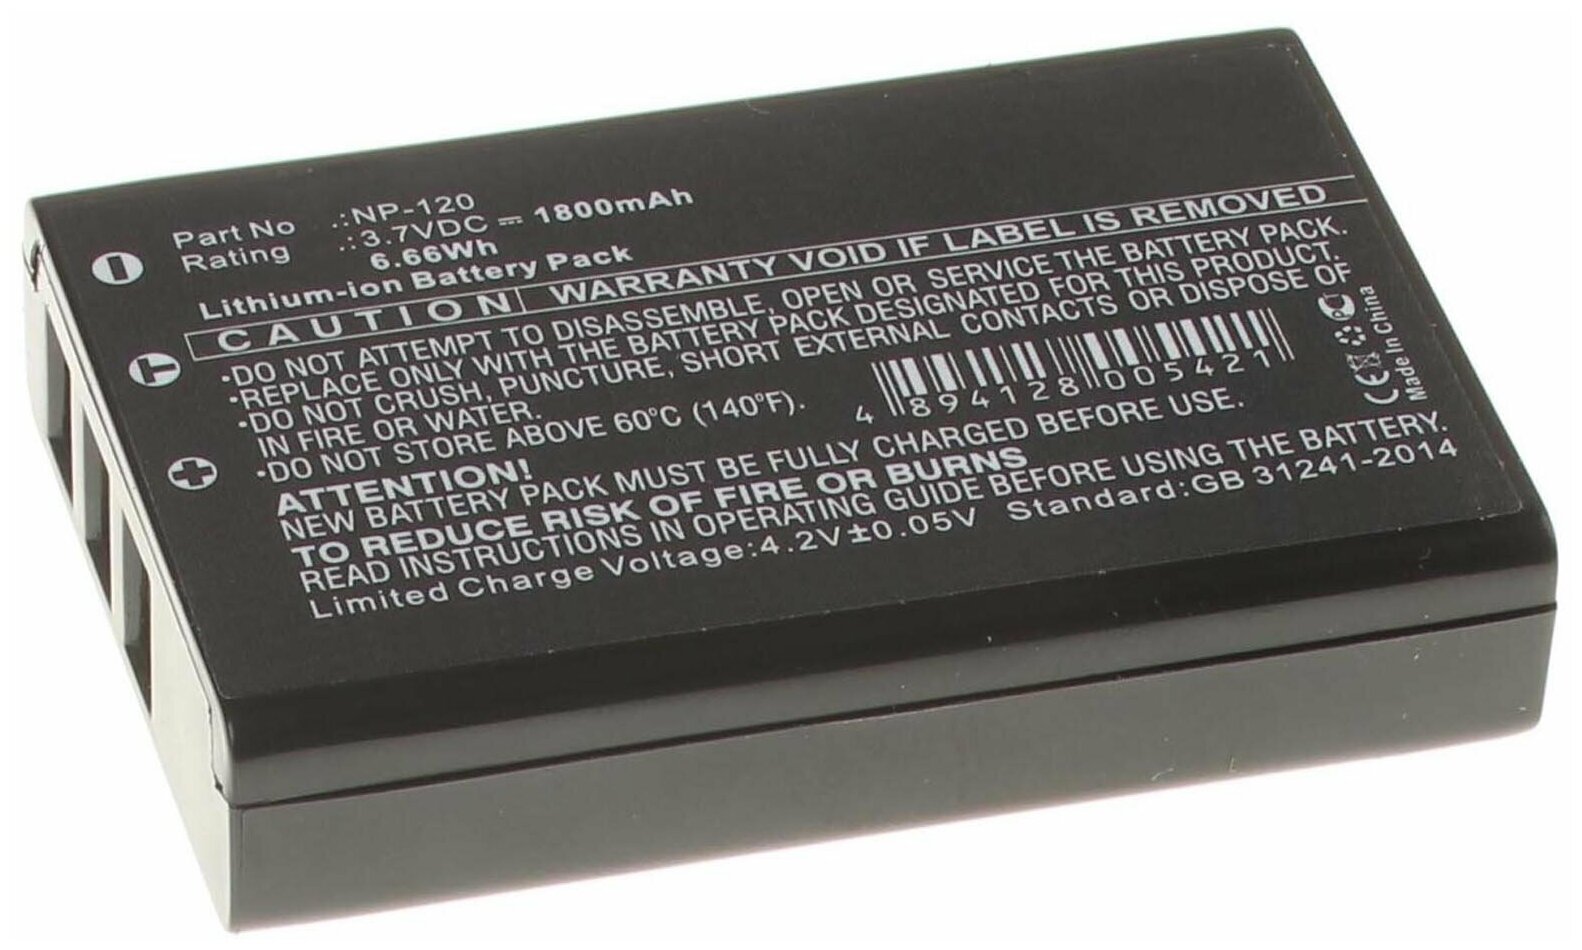 Part No .:NP-120
Rating .:3.7VDC ⎓ 1800mAh
6.66Wh
Lithium-ion Battery Pack
CAUTION WARRANTY VOID IF LABEL IS REMOVED
•DO NOT ATTEMPT TO DISASSEMBLE, OPEN OR SERVICE THE BATTERY PACK.
•REPLACE ONLY WITH THE BATTERY PACK DESIGNATED FOR THIS PRODUCT.
•DO NOT CRUSH, PUNCTURE, SHORT EXTERNAL CONTACTS OR DISPOSE OF
IN FIRE OR WATER.
•DO NOT STORE ABOVE 60°C (140°F).
4 894128 005421
CE
Made In China
ATTENTION!
NEW BATTERY PACK MUST BE FULLY CHARGED BEFORE USE.
TO REDUCE RISK OF FIRE OR BURNS
READ INSTRUCTIONS IN OPERATING GUIDE BEFORE USING THE BATTERY.
Limited Charge Voltage:4.2V±0.05V Standard:GB 31241-2014
− T +